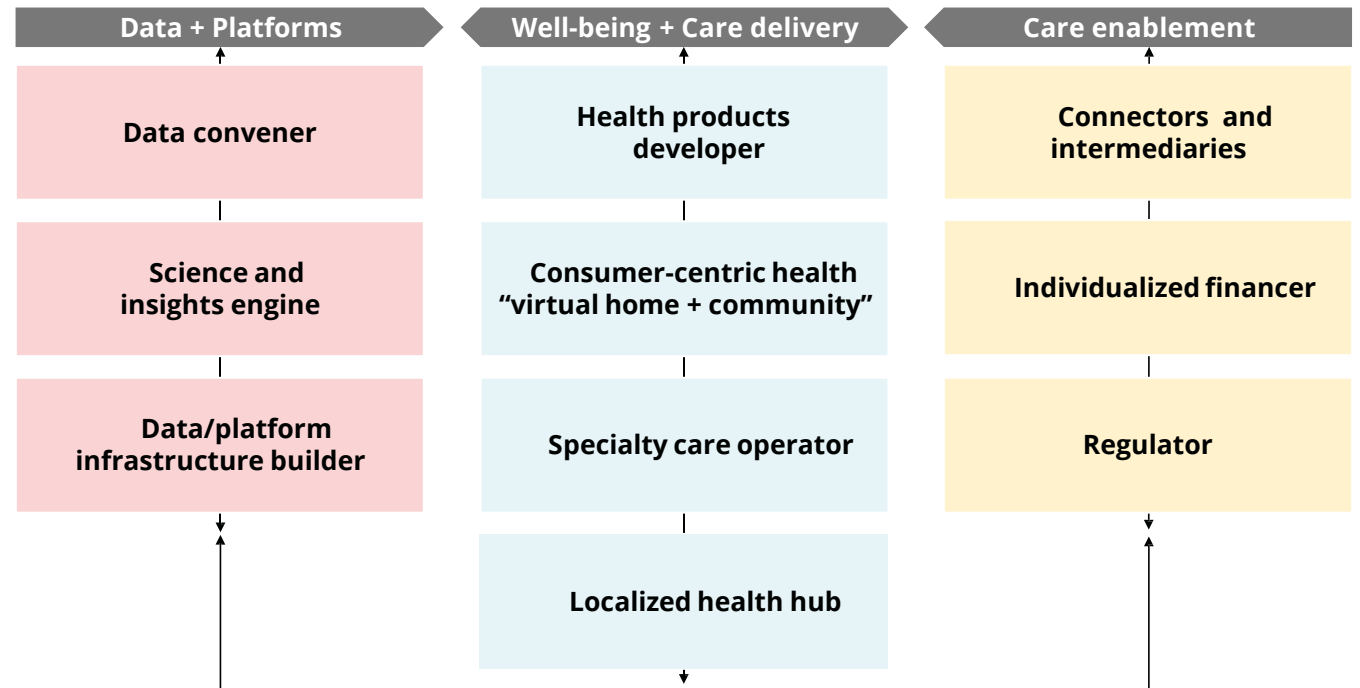 Data + Platforms
Well-being + Care delivery
Care enablement
Data convener
Health products
developer
Connectors and
intermediaries
Science and
insights engine
Consumer-centric health
“virtual home + community”
Individualized financer
Data/platform
infrastructure builder
Specialty care operator
Regulator
Localized health hub